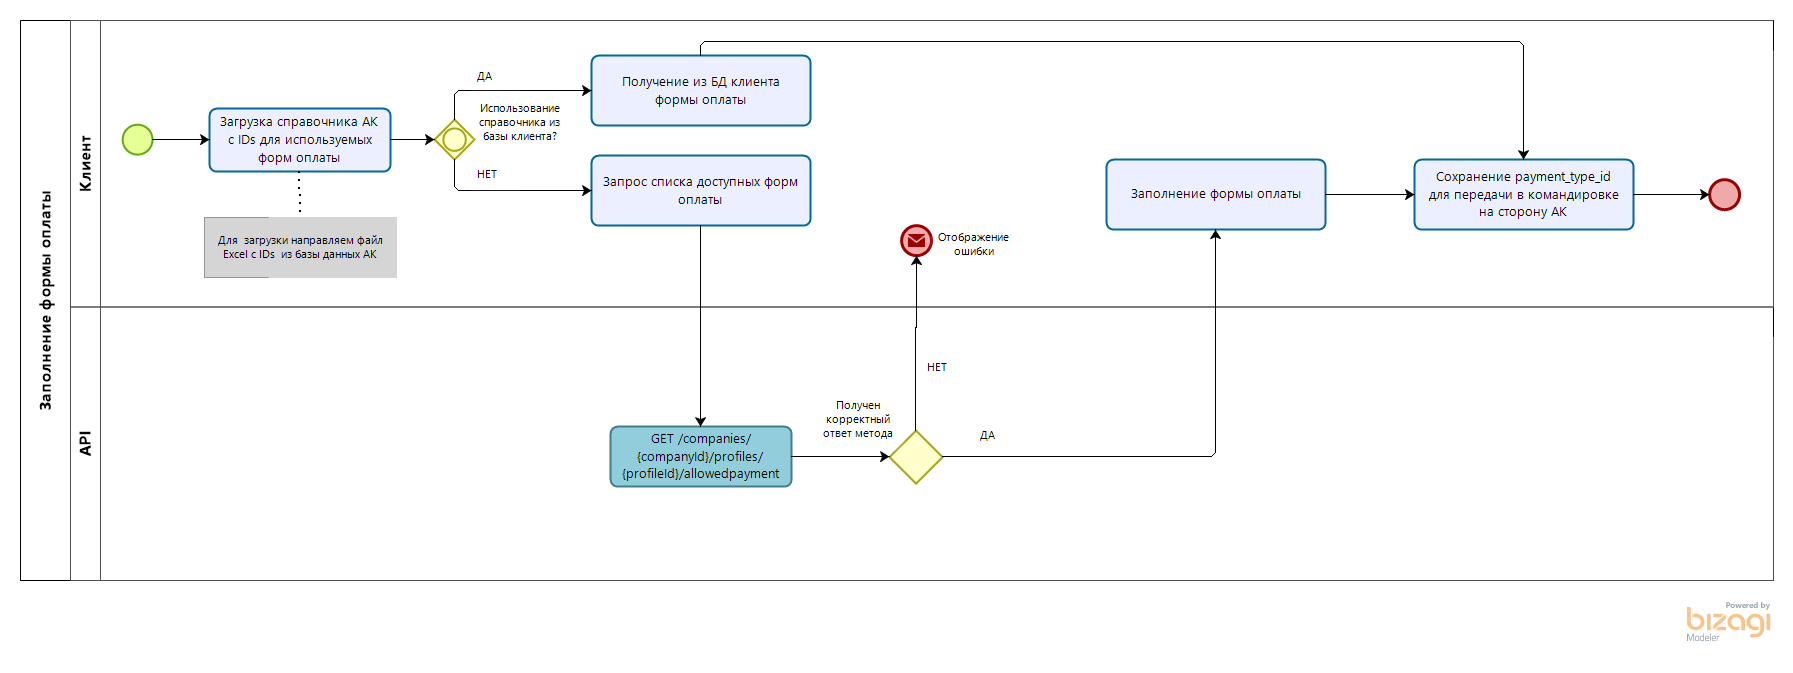 Заполнение формы оплаты
Клиент
Загрузка справочника АК
с IDs для используемых
форм оплаты
Для  загрузки направляем файл
Excel с IDs  из базы данных АК
ДА
Использование
справочника из
базы клиента?
НЕТ
Получение из БД клиента
формы оплаты
Запрос списка доступных форм
оплаты
Отображение
ошибки
Заполнение формы оплаты
Сохранение payment_type_id
для передачи в командировке
на сторону АК
API
GET /companies/
{companyId}/profiles/
{profileId}/allowedpayment
Получен
корректный
ответ метода
НЕТ
ДА
Powered by
bizagi
Modeler